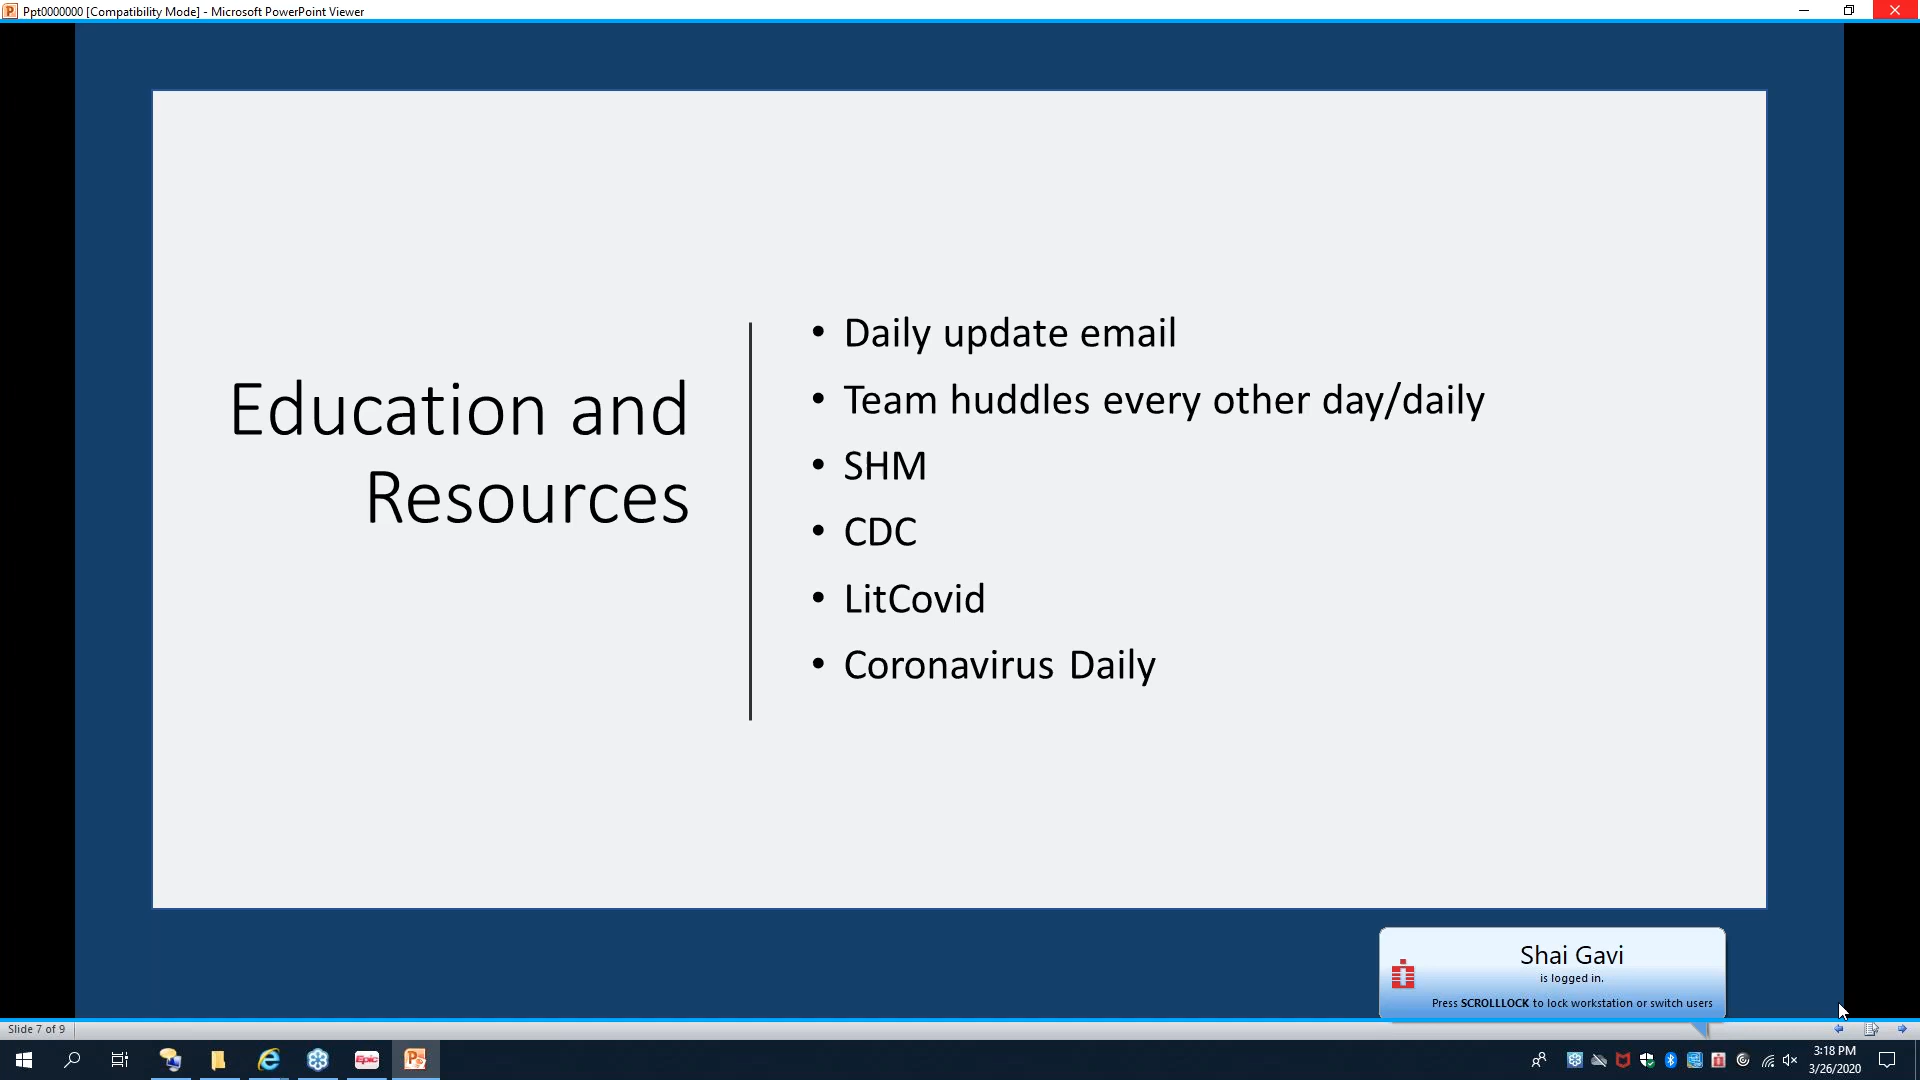 Ppt0000000 [Compatibility Mode] - Microsoft PowerPoint Viewer
Education and
Resources
• Daily update email
• Team huddles every other day/daily
• SHM
• CDC
• LitCovid
• Coronavirus Daily
Shai Gavi
is logged in.
Press SCROLLLOCK to lock workstation or switch users
Slide 7 of 9
Epic
3:18 PM
3/26/2020